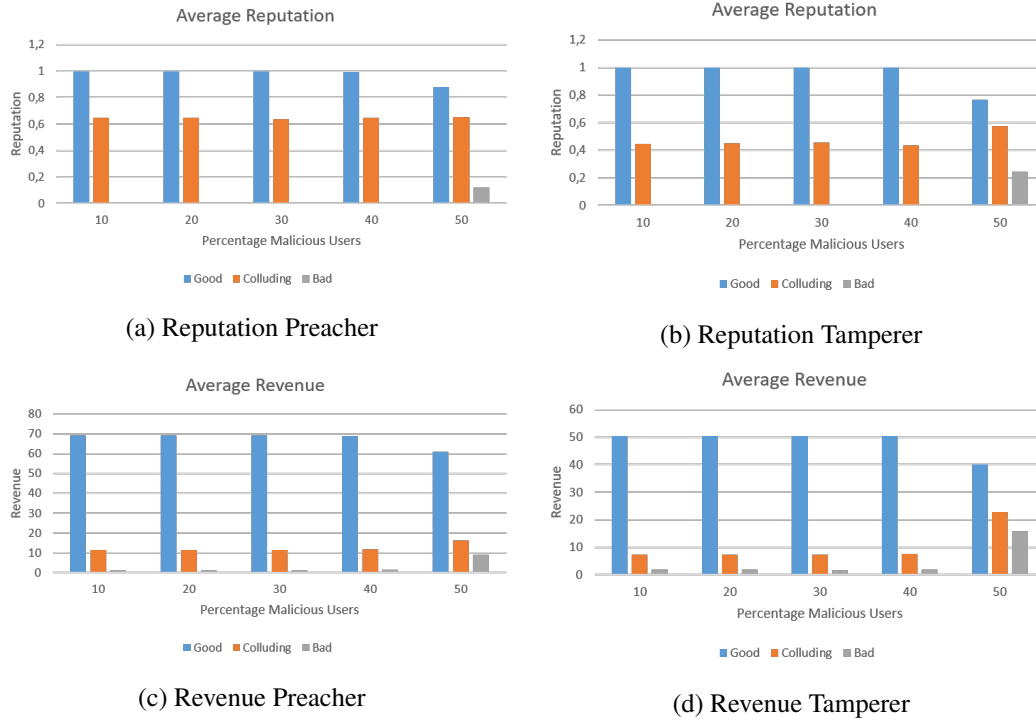 Average Reputation
1,2
1
0,8
0,6
0,4
0,2
0
Reputation
10 20 30 40 50
Percentage Malicious Users
Good Colluding Bad
(a) Reputation Preacher
Average Reputation
1,2
1
0,8
0,6
0,4
0,2
0
Reputation
10 20 30 40 50
Percentage Malicious Users
Good Colluding Bad
(b) Reputation Tamperer
Average Revenue
80
70
60
50
40
30
20
10
0
Revenue
10 20 30 40 50
Percentage Malicious Users
Good Colluding Bad
(c) Revenue Preacher
Average Revenue
60
50
40
30
20
10
0
Revenue
10 20 30 40 50
Percentage Malicious Users
Good Colluding Bad
(d) Revenue Tamperer